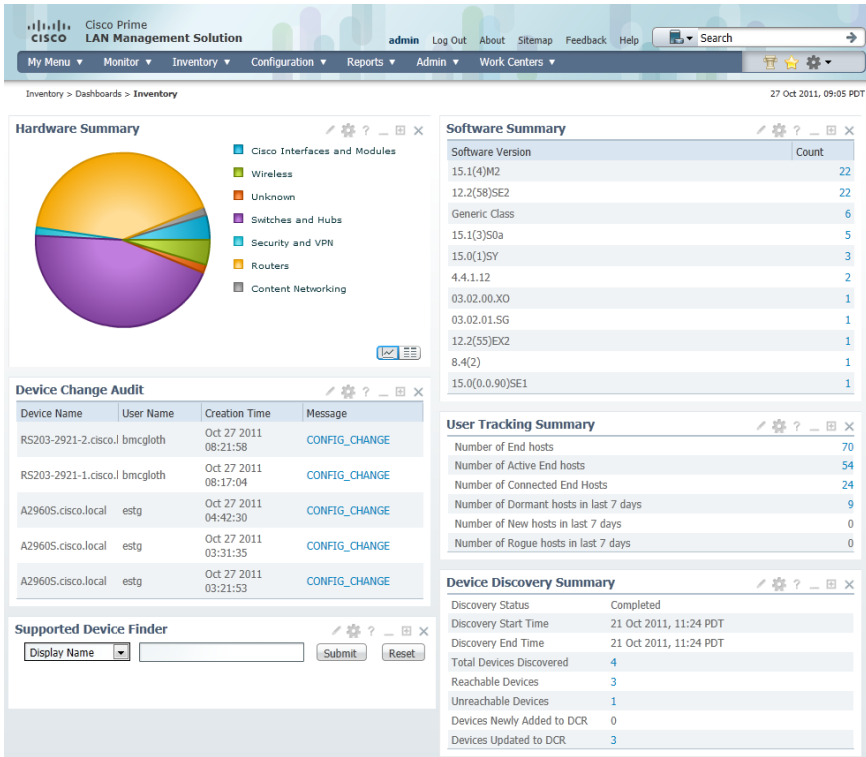 Cisco Prime
CISCO LAN Management Solution
admin Log Out About Sitemap Feedback Help Search
My Menu Monitor Inventory Configuration Reports Admin Work Centers
Inventory > Dashboards > Inventory
27 Oct 2011, 09:05 PDT
Hardware Summary
Cisco Interfaces and Modules
Wireless
Unknown
Switches and Hubs
Security and VPN
Routers
Content Networking
Device Change Audit
Device Name User Name Creation Time Message
RS203-2921-2.cisco.l bmcgloth Oct 27 2011 08:21:58 CONFIG_CHANGE
RS203-2921-1.cisco.l bmcgloth Oct 27 2011 08:17:04 CONFIG_CHANGE
A2960S.cisco.local estg Oct 27 2011 04:42:30 CONFIG_CHANGE
A2960S.cisco.local estg Oct 27 2011 03:31:35 CONFIG_CHANGE
A2960S.cisco.local estg Oct 27 2011 03:21:53 CONFIG_CHANGE
Supported Device Finder
Display Name Submit Reset
Software Summary
Software Version Count
15.1(4)M2 22
12.2(58)SE2 22
Generic Class 6
15.1(3)S0a 5
15.0(1)SY 3
4.4.1.12 2
03.02.00.XO 1
03.02.01.SG 1
12.2(55)EX2 1
8.4(2) 1
15.0(0.0.90)SE1 1
User Tracking Summary
Number of End hosts 70
Number of Active End hosts 54
Number of Connected End Hosts 24
Number of Dormant hosts in last 7 days 9
Number of New hosts in last 7 days 0
Number of Rogue hosts in last 7 days 0
Device Discovery Summary
Discovery Status Completed
Discovery Start Time 21 Oct 2011, 11:24 PDT
Discovery End Time 21 Oct 2011, 11:24 PDT
Total Devices Discovered 4
Reachable Devices 3
Unreachable Devices 1
Devices Newly Added to DCR 0
Devices Updated to DCR 3